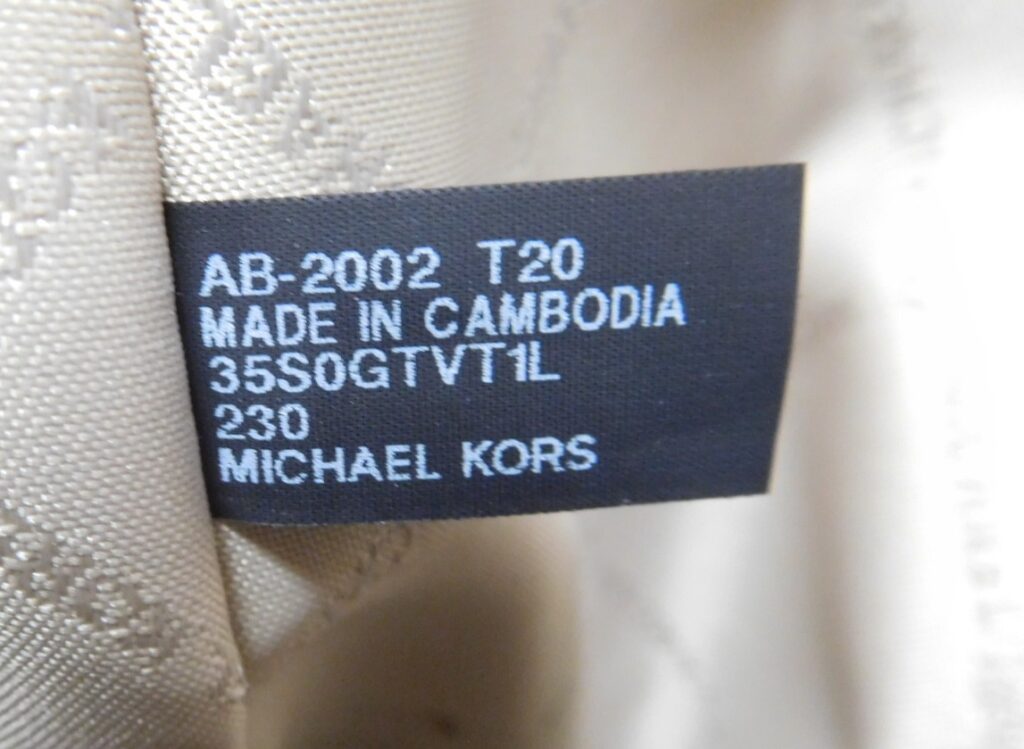 AB-2002 T20
MADE IN CAMBODIA
35S0GTVT1L
230
MICHAEL KORS